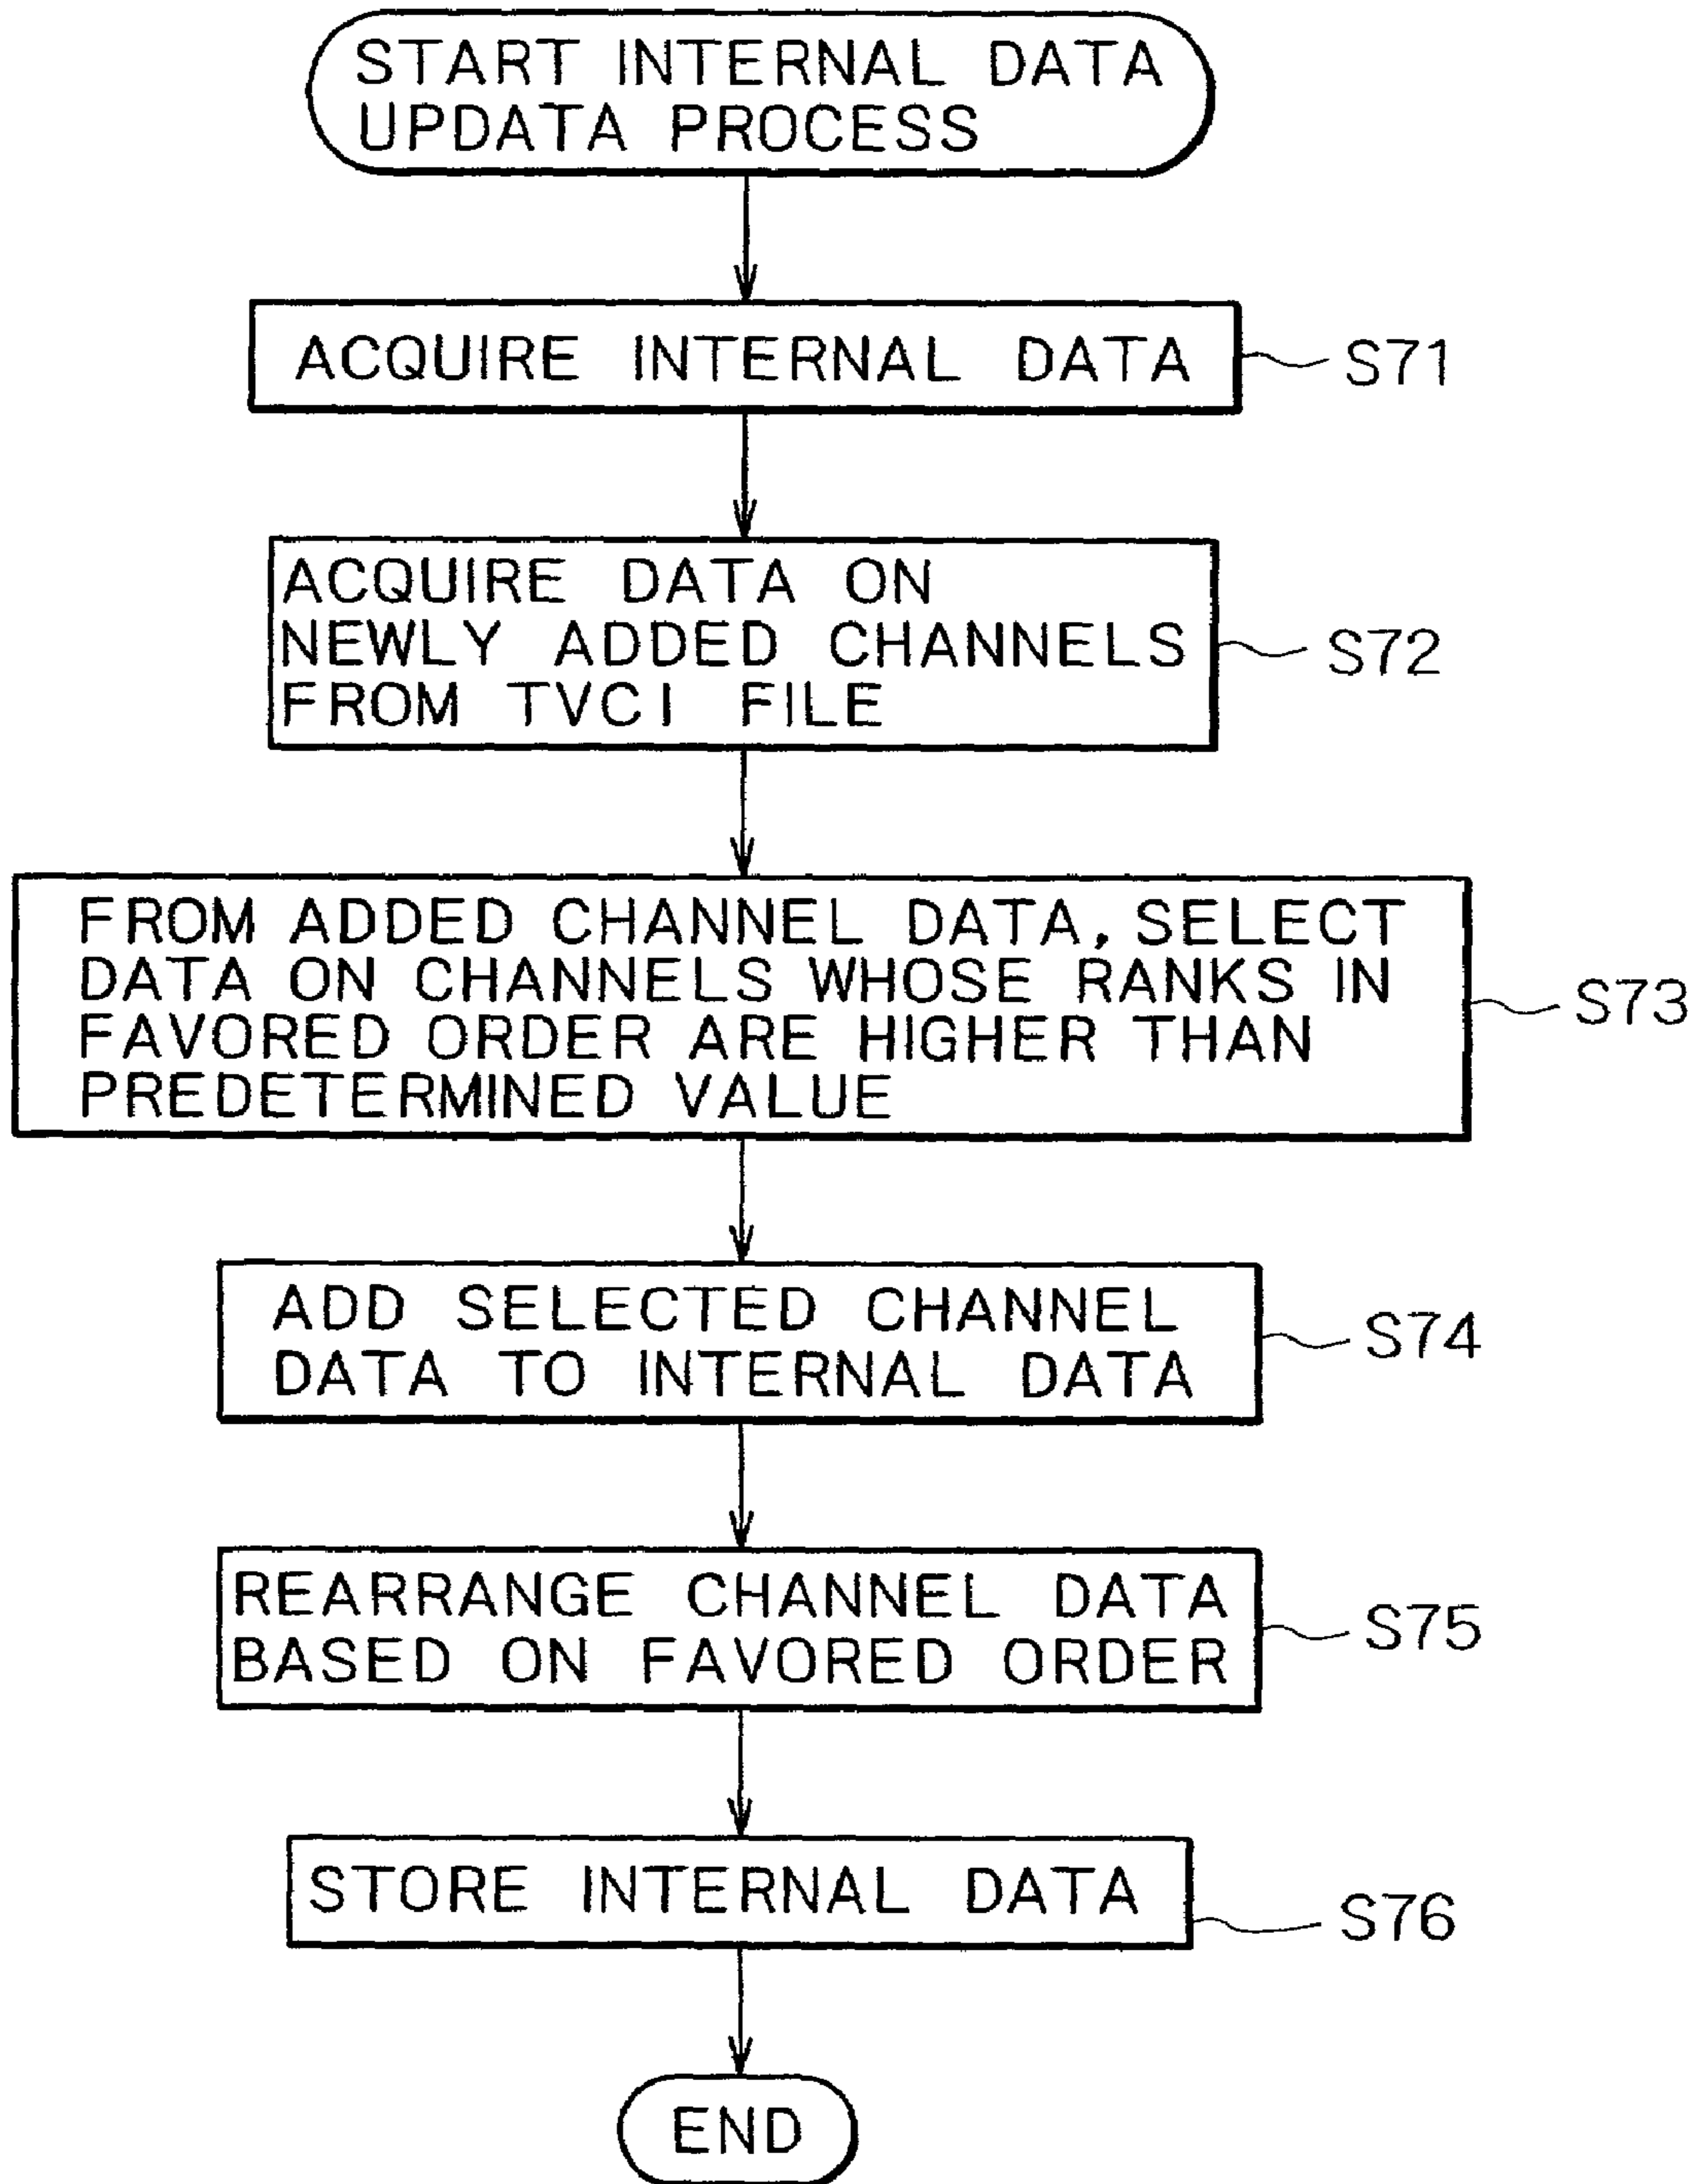 START INTERNAL DATA
UPDATA PROCESS
ACQUIRE INTERNAL DATA
S71
ACQUIRE DATA ON
NEWLY ADDED CHANNELS
FROM TVCI FILE
S72
FROM ADDED CHANNEL DATA, SELECT
DATA ON CHANNELS WHOSE RANKS IN
FAVORED ORDER ARE HIGHER THAN
PREDETERMINED VALUE
S73
ADD SELECTED CHANNEL
DATA TO INTERNAL DATA
S74
REARRANGE CHANNEL DATA
BASED ON FAVORED ORDER
S75
STORE INTERNAL DATA
S76
END